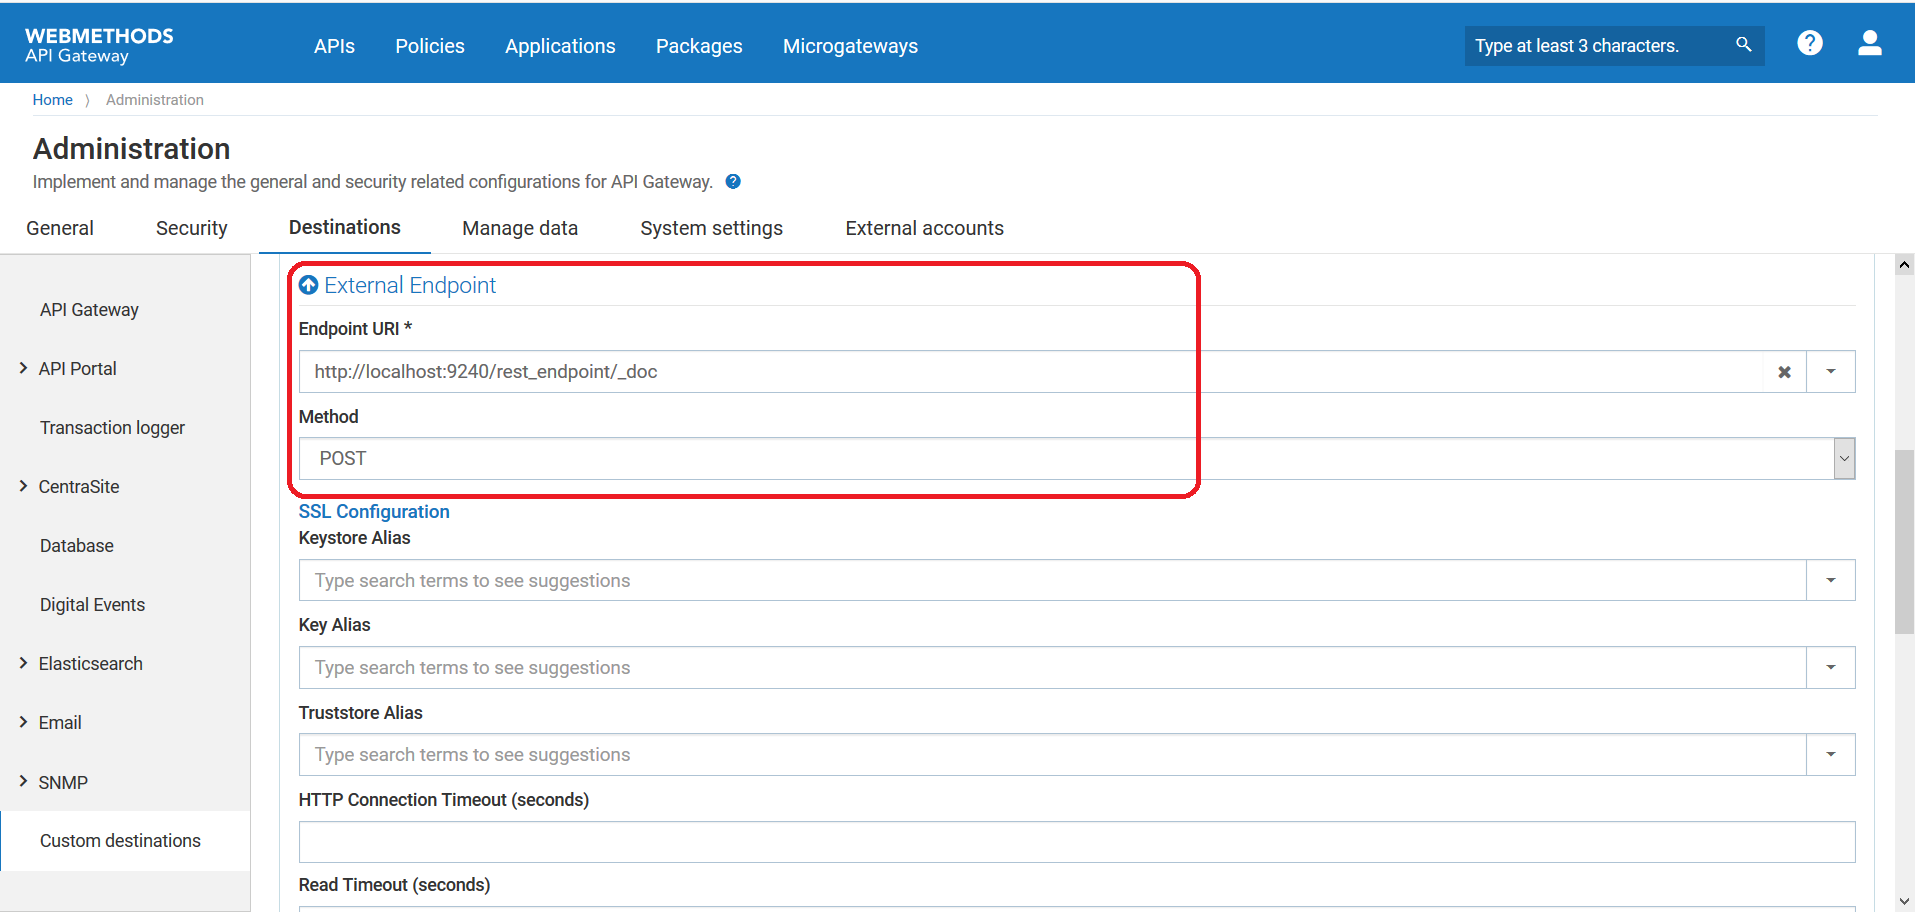 WEBMETHODS
API Gateway
APIs Policies Applications Packages Microgateways
Type at least 3 characters.
Home Administration
Administration
Implement and manage the general and security related configurations for API Gateway.
General Security Destinations Manage data System settings External accounts
API Gateway
API Portal
Transaction logger
CentraSite
Database
Digital Events
Elasticsearch
Email
SNMP
Custom destinations
External Endpoint
Endpoint URI *
http://localhost:9240/rest_endpoint/_doc
Method
POST
SSL Configuration
Keystore Alias
Type search terms to see suggestions
Key Alias
Type search terms to see suggestions
Truststore Alias
Type search terms to see suggestions
HTTP Connection Timeout (seconds)
Read Timeout (seconds)